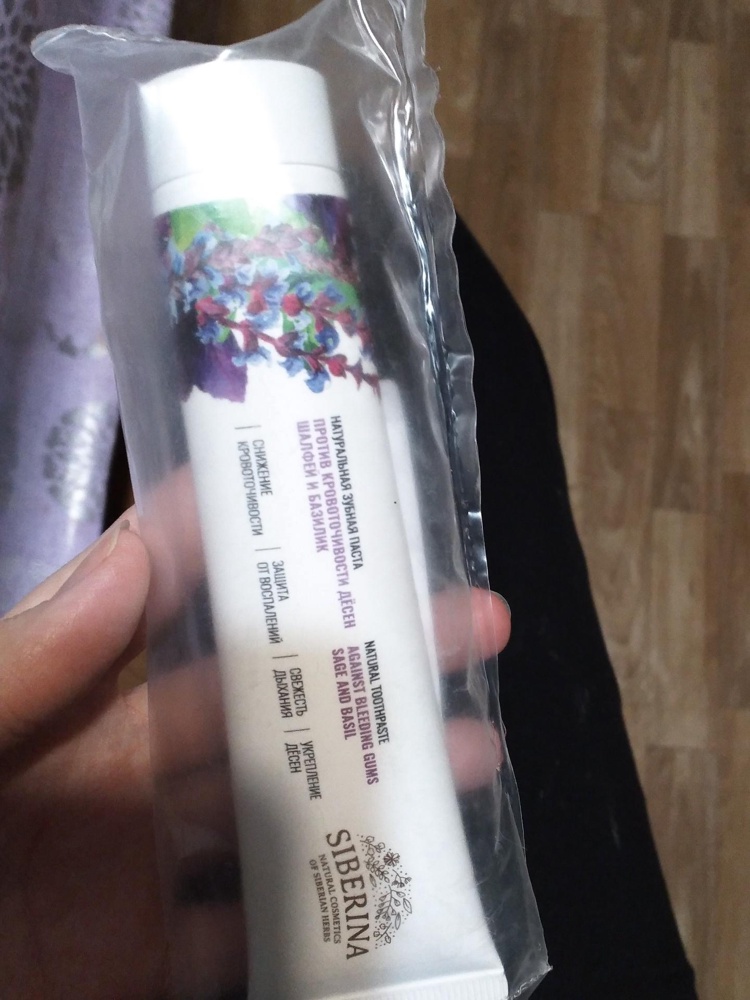 НАТУРАЛЬНАЯ ЗУБНАЯ ПАСТА
ПРОТИВ КРОВОТОЧИВОСТИ ДЁСЕН
ШАЛФЕЙ И БАЗИЛИК
NATURAL TOOTHPASTE
AGAINST BLEEDING GUMS
SAGE AND BASIL
СНИЖЕНИЕ
КРОВОТОЧИВОСТИ
ЗАЩИТА
ОТ ВОСПАЛЕНИЙ
СВЕЖЕСТЬ
ДЫХАНИЯ
УКРЕПЛЕНИЕ
ДЁСЕН
SIBERINA
NATURAL COSMETICS
OF SIBERIAN HERBS